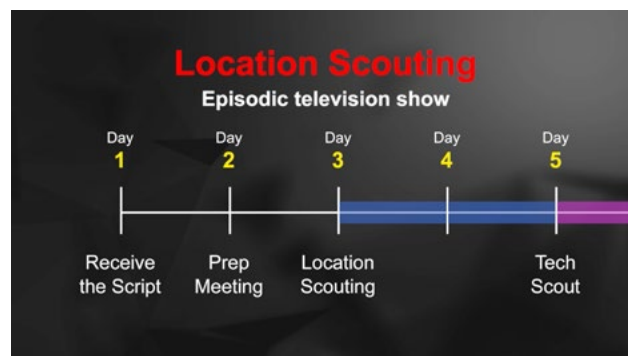 Location Scouting
Episodic television show
Day Day Day Day Day
1 2 3 4 5
Receive Prep Location Tech
the Script Meeting Scouting Scout